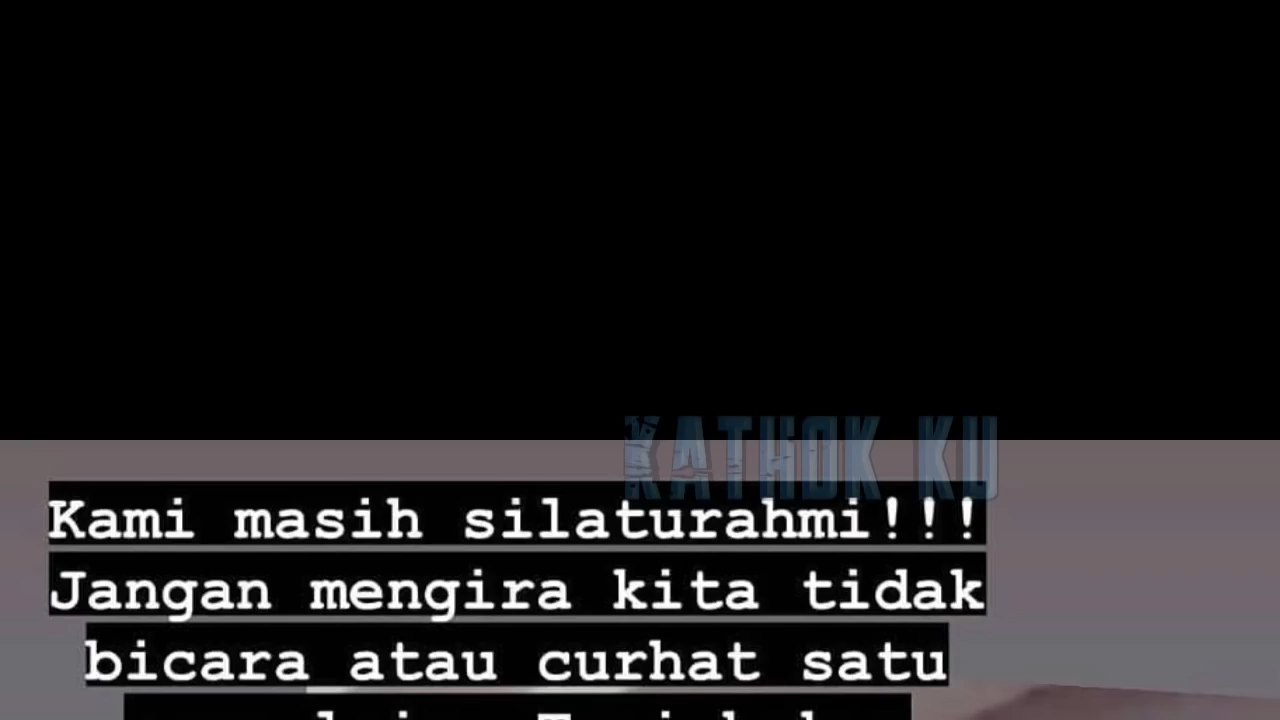 KATHOK KU
Kami masih silaturahmi!!!
Jangan mengira kita tidak
bicara atau curhat satu